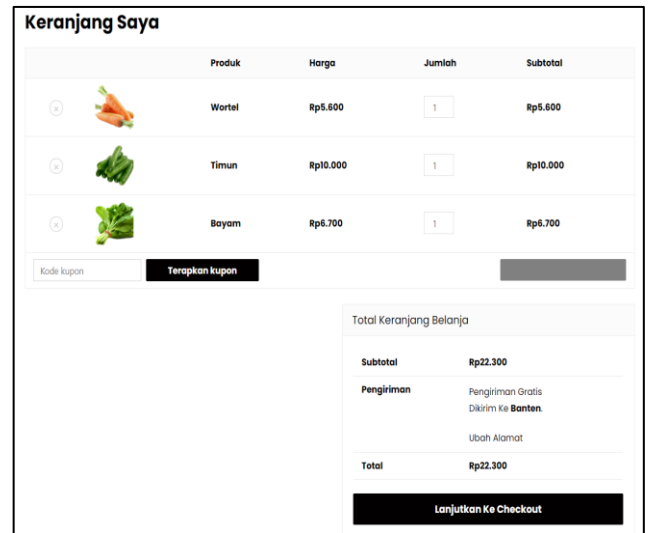 Keranjang Saya
Produk Harga Jumlah Subtotal
x Wortel Rp5.600 1 Rp5.600
x Timun Rp10.000 1 Rp10.000
x Bayam Rp6.700 1 Rp6.700
Kode kupon Terapkan kupon
Total Keranjang Belanja
Subtotal Rp22.300
Pengiriman Pengiriman Gratis
Dikirim Ke Banten.
Ubah Alamat
Total Rp22.300
Lanjutkan Ke Checkout